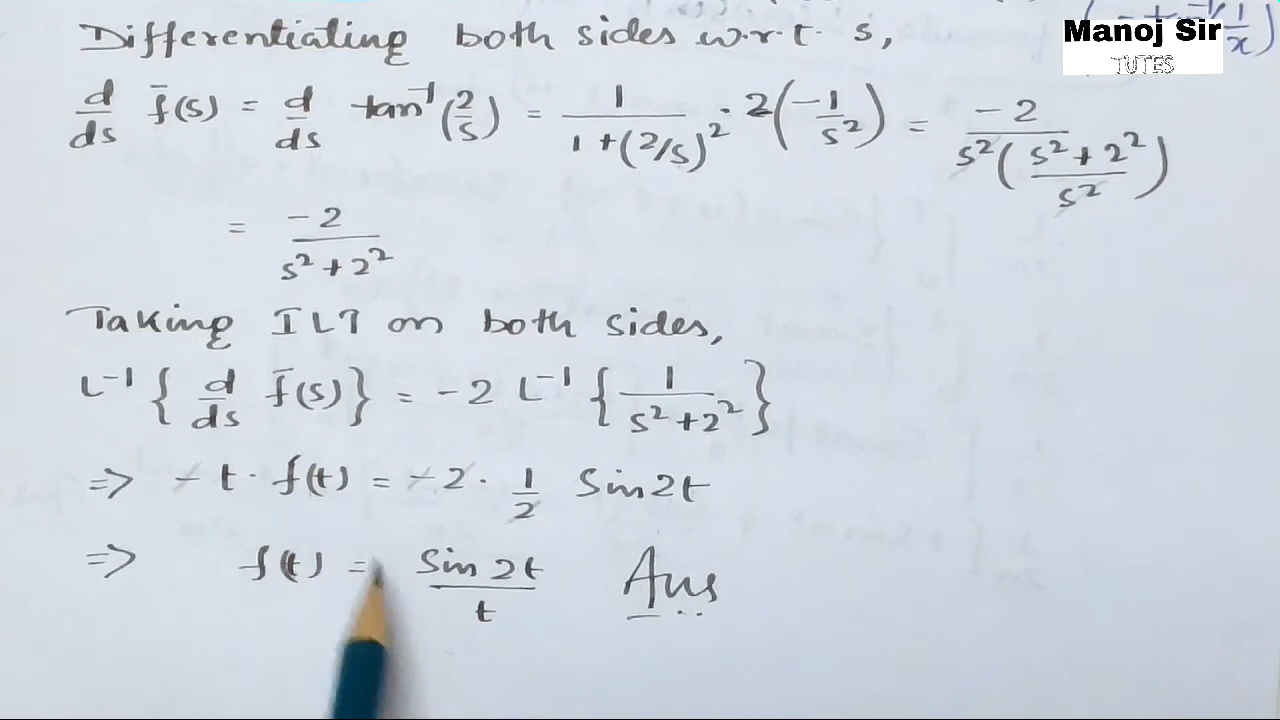 Differentiating both sides w.r.t. s,
Manoj Sir
TUTES
d/ds f̄(s) = d/ds tan⁻¹(2/s) = 1/(1+(2/s)²) · 2(-1/s²) = -2/(s²((s²+2²)/s²))
= -2/(s²+2²)
Taking ILT on both sides,
L⁻¹{d/ds f̄(s)} = -2 L⁻¹{1/(s²+2²)}
=> -t · f(t) = -2 · 1/2 Sin2t
=> f(t) = Sin 2t/t Ans